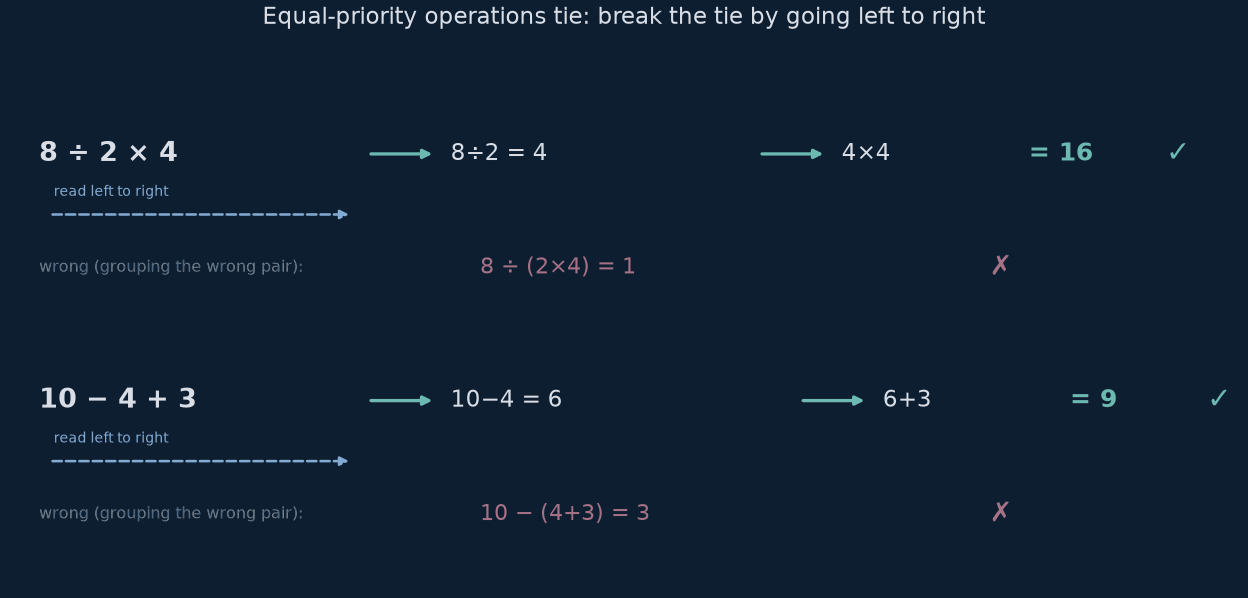 Equal-priority operations tie: break the tie by going left to right
8 ÷ 2 × 4 8÷2 = 4 4×4 = 16 ✓
read left to right
wrong (grouping the wrong pair): 8 ÷ (2×4) = 1 ✗
10 − 4 + 3 10−4 = 6 6+3 = 9 ✓
read left to right
wrong (grouping the wrong pair): 10 − (4+3) = 3 ✗